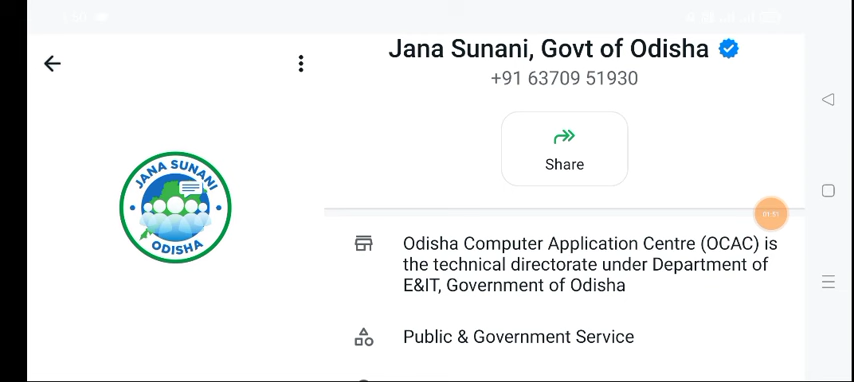 Jana Sunani, Govt of Odisha
+91 63709 51930
Share
JANA SUNANI
ODISHA
Odisha Computer Application Centre (OCAC) is
the technical directorate under Department of
E&IT, Government of Odisha
Public & Government Service